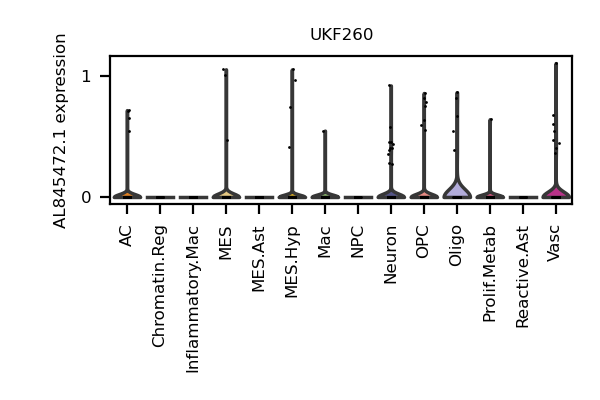 UKF260
AL845472.1 expression
1
0
AC
Chromatin.Reg
Inflammatory.Mac
MES
MES.Ast
MES.Hyp
Mac
NPC
Neuron
OPC
Oligo
Prolif.Metab
Reactive.Ast
Vasc